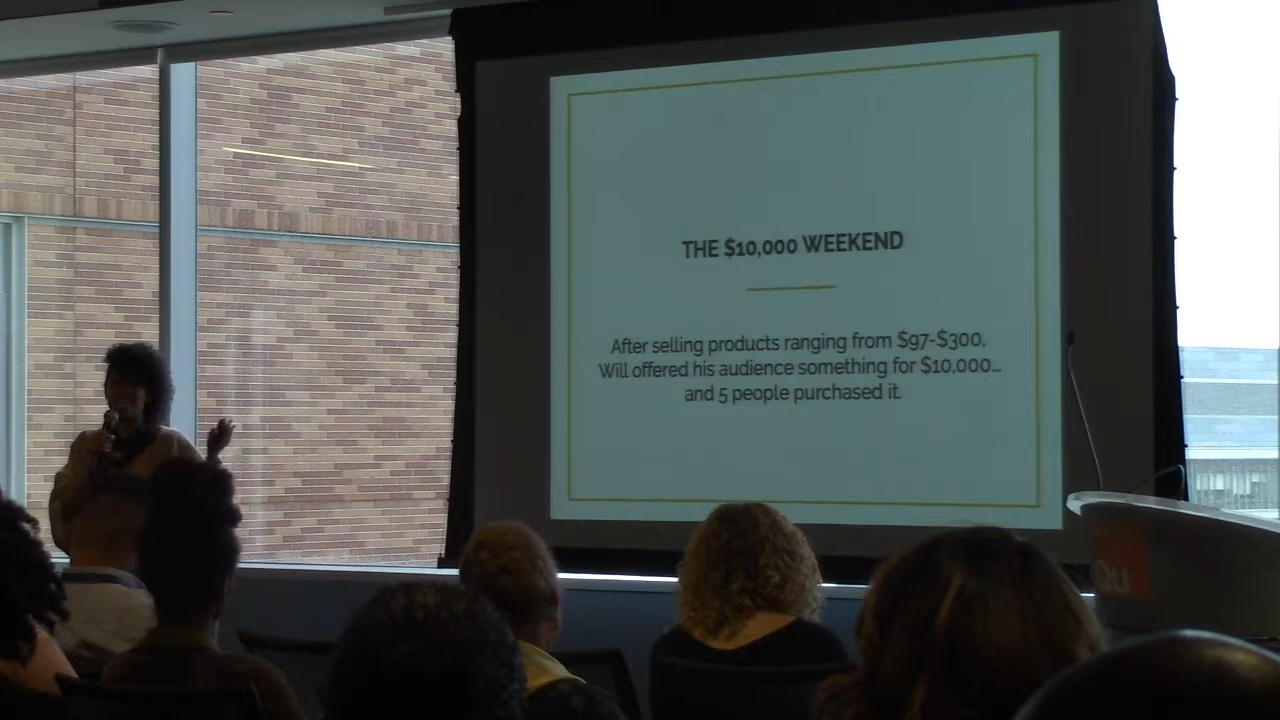 THE $10,000 WEEKEND
After selling products ranging from $97-$300,
Will offered his audience something for $10,000...
and 5 people purchased it.
Qu